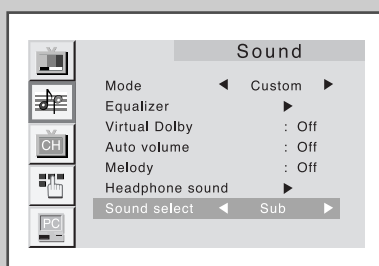 Sound
Mode ◀ Custom ▶
Equalizer ▶
Virtual Dolby : Off
Auto volume : Off
Melody : Off
Headphone sound ▶
Sound select ◀ Sub ▶
CH
PC